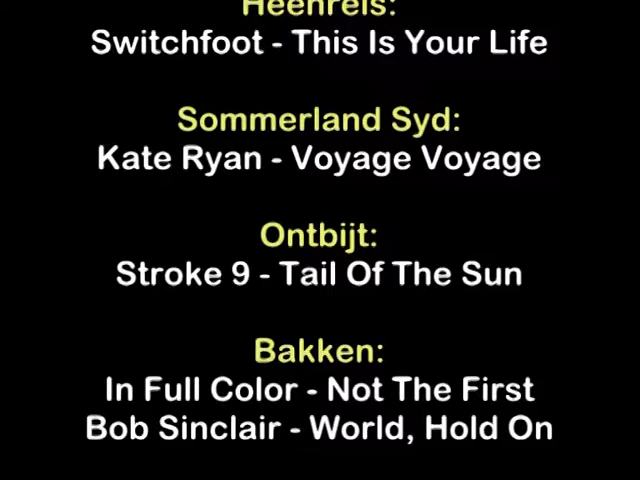 Heenreis:
Switchfoot - This Is Your Life
Sommerland Syd:
Kate Ryan - Voyage Voyage
Ontbijt:
Stroke 9 - Tail Of The Sun
Bakken:
In Full Color - Not The First
Bob Sinclair - World, Hold On